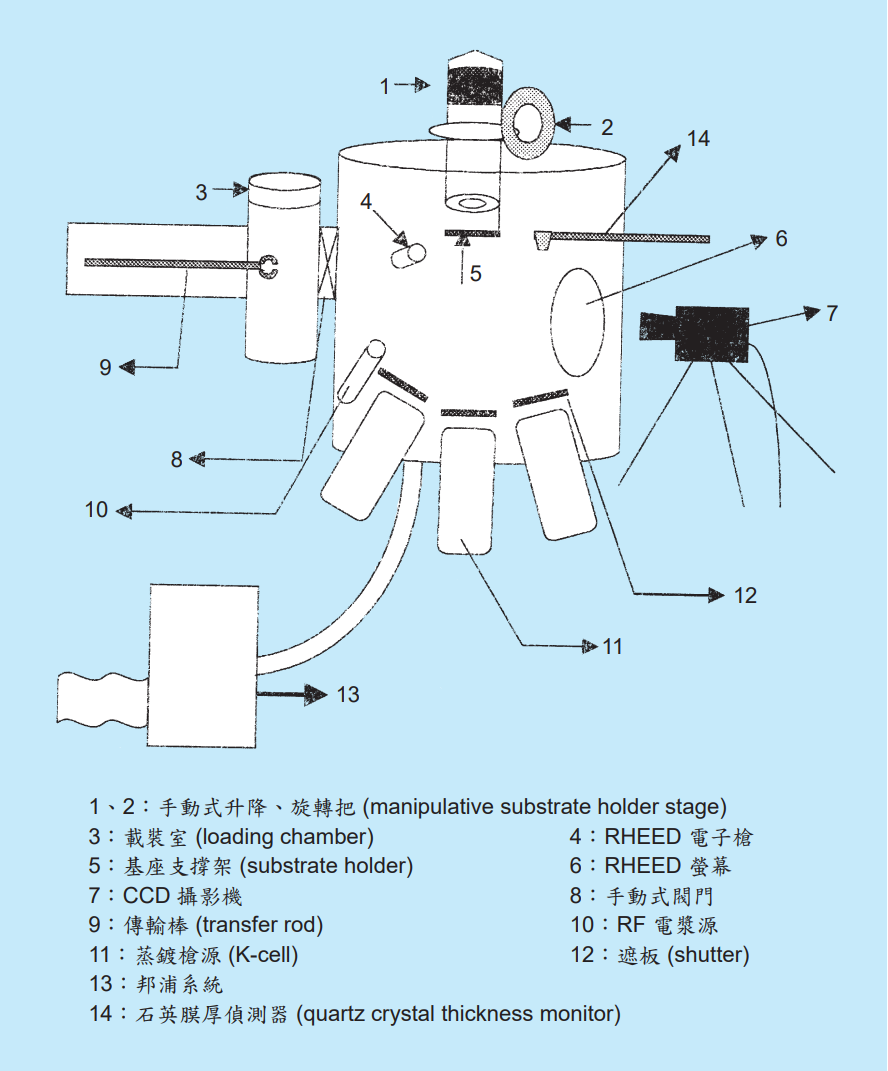 1
2
14
3
4
6
5
7
9
8
10
12
11
13
1、2：手動式升降、旋轉把 (manipulative substrate holder stage)
3：載裝室 (loading chamber)
4：RHEED 電子槍
5：基座支撐架 (substrate holder)
6：RHEED 螢幕
7：CCD 攝影機
8：手動式閥門
9：傳輸棒 (transfer rod)
10：RF 電漿源
11：蒸鍍槍源 (K-cell)
12：遮板 (shutter)
13：邦浦系統
14：石英膜厚偵測器 (quartz crystal thickness monitor)